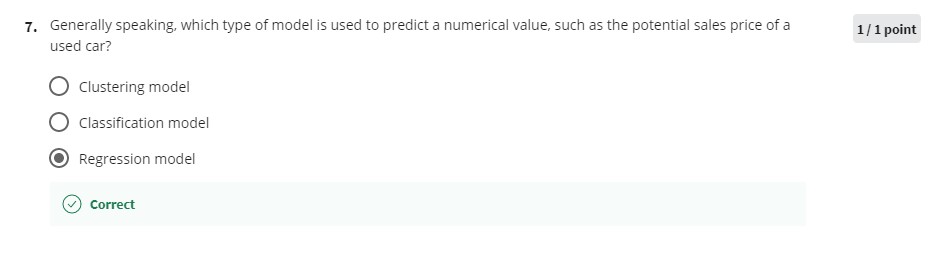 7. Generally speaking, which type of model is used to predict a numerical value, such as the potential sales price of a
used car?
1 / 1 point
Clustering model
Classification model
Regression model
Correct